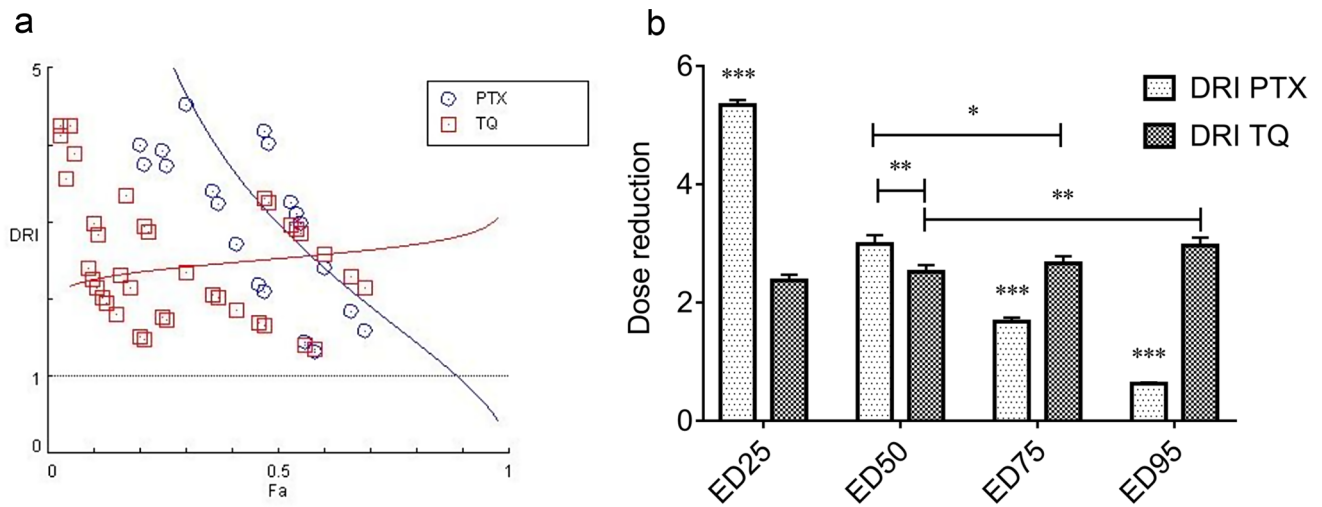 a
5
DRI
1
0
0
0.5
1
Fa
PTX
TQ
b
Dose reduction
6
4
2
0
***
**
*
**
***
***
DRI PTX
DRI TQ
ED25
ED50
ED75
ED95